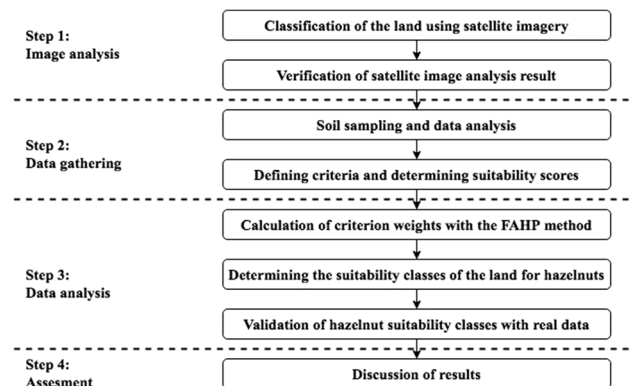 Step 1:
Image analysis
Classification of the land using satellite imagery
Verification of satellite image analysis result
Step 2:
Data gathering
Soil sampling and data analysis
Defining criteria and determining suitability scores
Step 3:
Data analysis
Calculation of criterion weights with the FAHP method
Determining the suitability classes of the land for hazelnuts
Validation of hazelnut suitability classes with real data
Step 4:
Assesment
Discussion of results